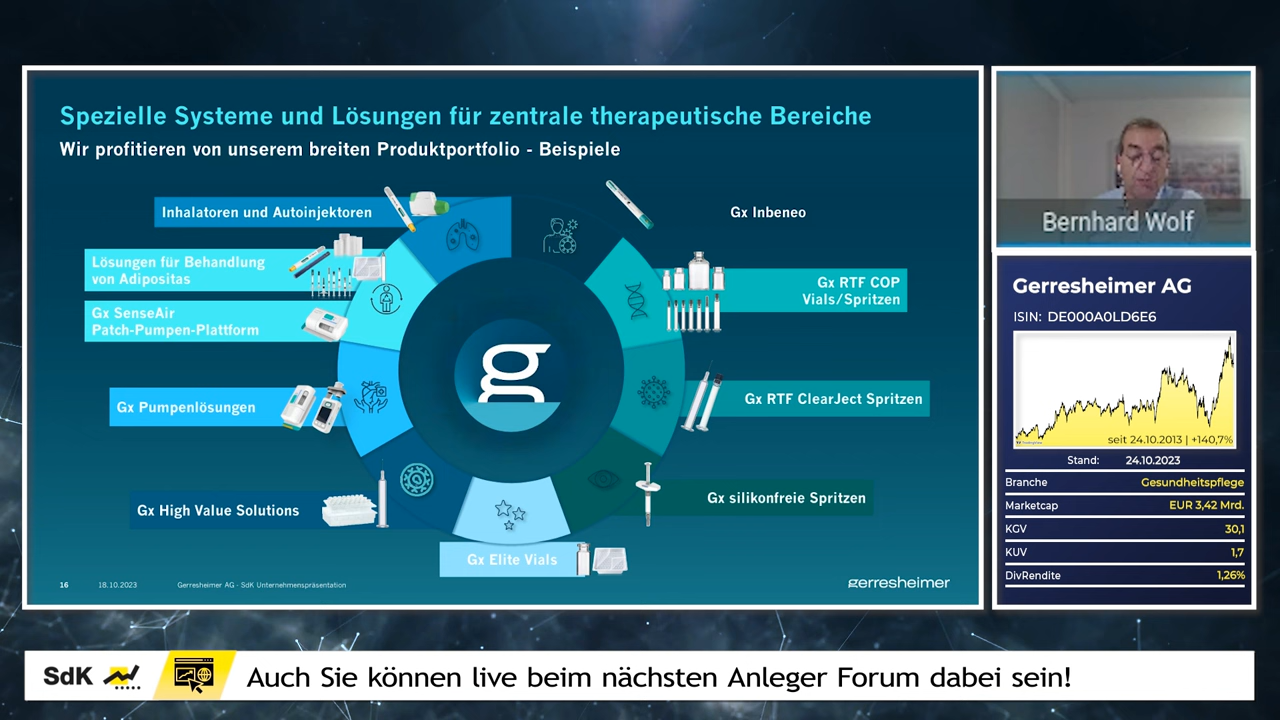 Spezielle Systeme und Lösungen für zentrale therapeutische Bereiche
Wir profitieren von unserem breiten Produktportfolio - Beispiele
Inhalatoren und Autoinjektoren
Lösungen für Behandlung
von Adipositas
Gx SenseAir
Patch-Pumpen-Plattform
Gx Pumpenlösungen
Gx High Value Solutions
Gx Elite Vials
Gx Inbeneo
Gx RTF COP
Vials/Spritzen
Gx RTF ClearJect Spritzen
Gx silikonfreie Spritzen
g
16 18.10.2023 Gerresheimer AG - SdK Unternehmenspräsentation
gerresheimer
Bernhard Wolf
Gerresheimer AG
ISIN: DE000A0LD6E6
seit 24.10.2013 | +140,7%
Stand: 24.10.2023
Branche Gesundheitspflege
Marketcap EUR 3,42 Mrd.
KGV 30,1
KUV 1,7
DivRendite 1,26%
SdK
Auch Sie können live beim nächsten Anleger Forum dabei sein!